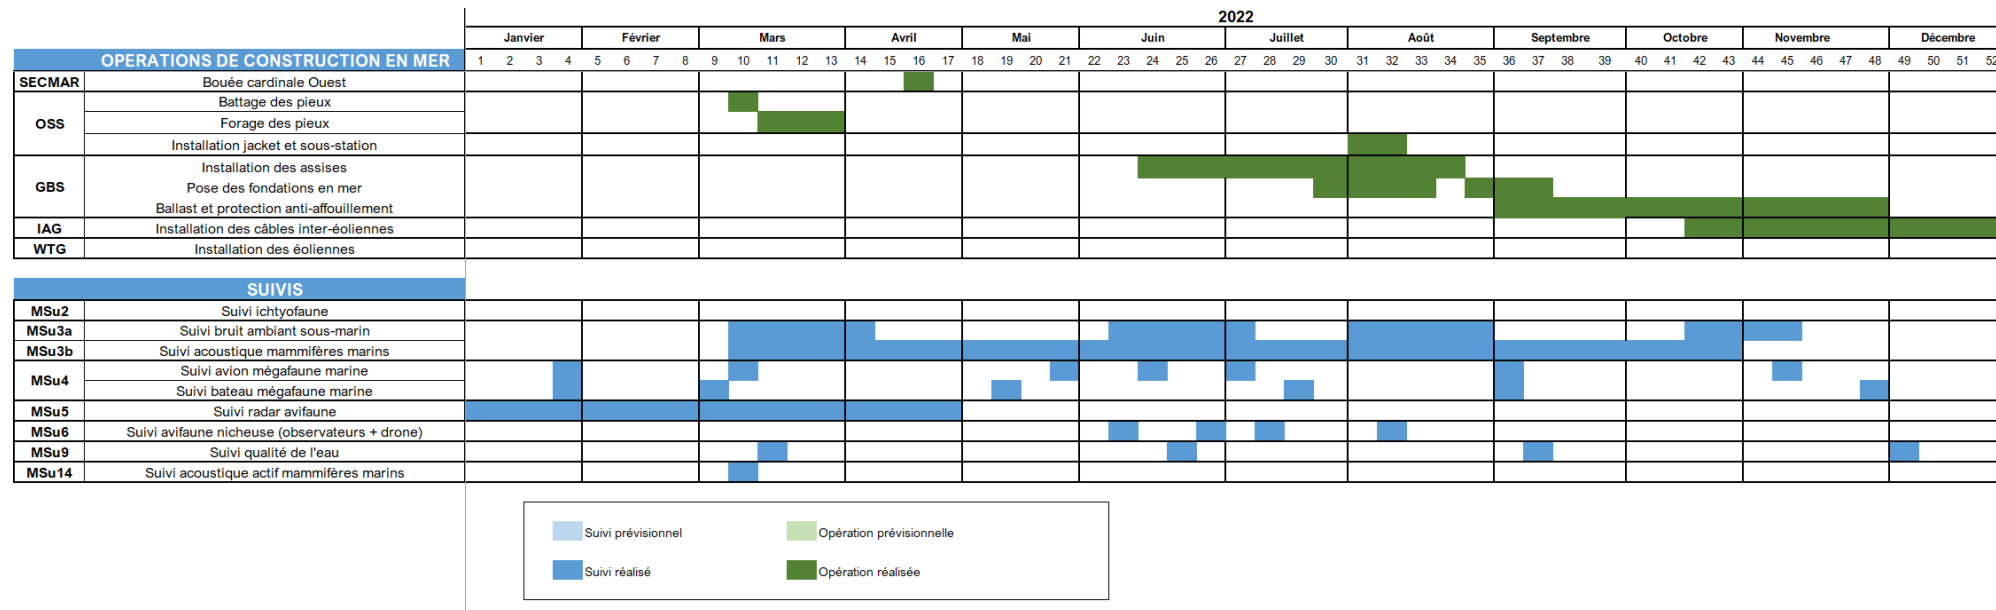 2022
Janvier Février Mars Avril Mai Juin Juillet Août Septembre Octobre Novembre Décembre
OPERATIONS DE CONSTRUCTION EN MER 1 2 3 4 5 6 7 8 9 10 11 12 13 14 15 16 17 18 19 20 21 22 23 24 25 26 27 28 29 30 31 32 33 34 35 36 37 38 39 40 41 42 43 44 45 46 47 48 49 50 51 52
SECMAR Bouée cardinale Ouest
OSS Battage des pieux
Forage des pieux
Installation jacket et sous-station
GBS Installation des assises
Pose des fondations en mer
Ballast et protection anti-affouillement
IAG Installation des câbles inter-éoliennes
WTG Installation des éoliennes
SUIVIS
MSu2 Suivi ichtyofaune
MSu3a Suivi bruit ambiant sous-marin
MSu3b Suivi acoustique mammifères marins
MSu4 Suivi avion mégafaune marine
Suivi bateau mégafaune marine
MSu5 Suivi radar avifaune
MSu6 Suivi avifaune nicheuse (observateurs + drone)
MSu9 Suivi qualité de l'eau
MSu14 Suivi acoustique actif mammifères marins
Suivi prévisionnel Opération prévisionnelle
Suivi réalisé Opération réalisée